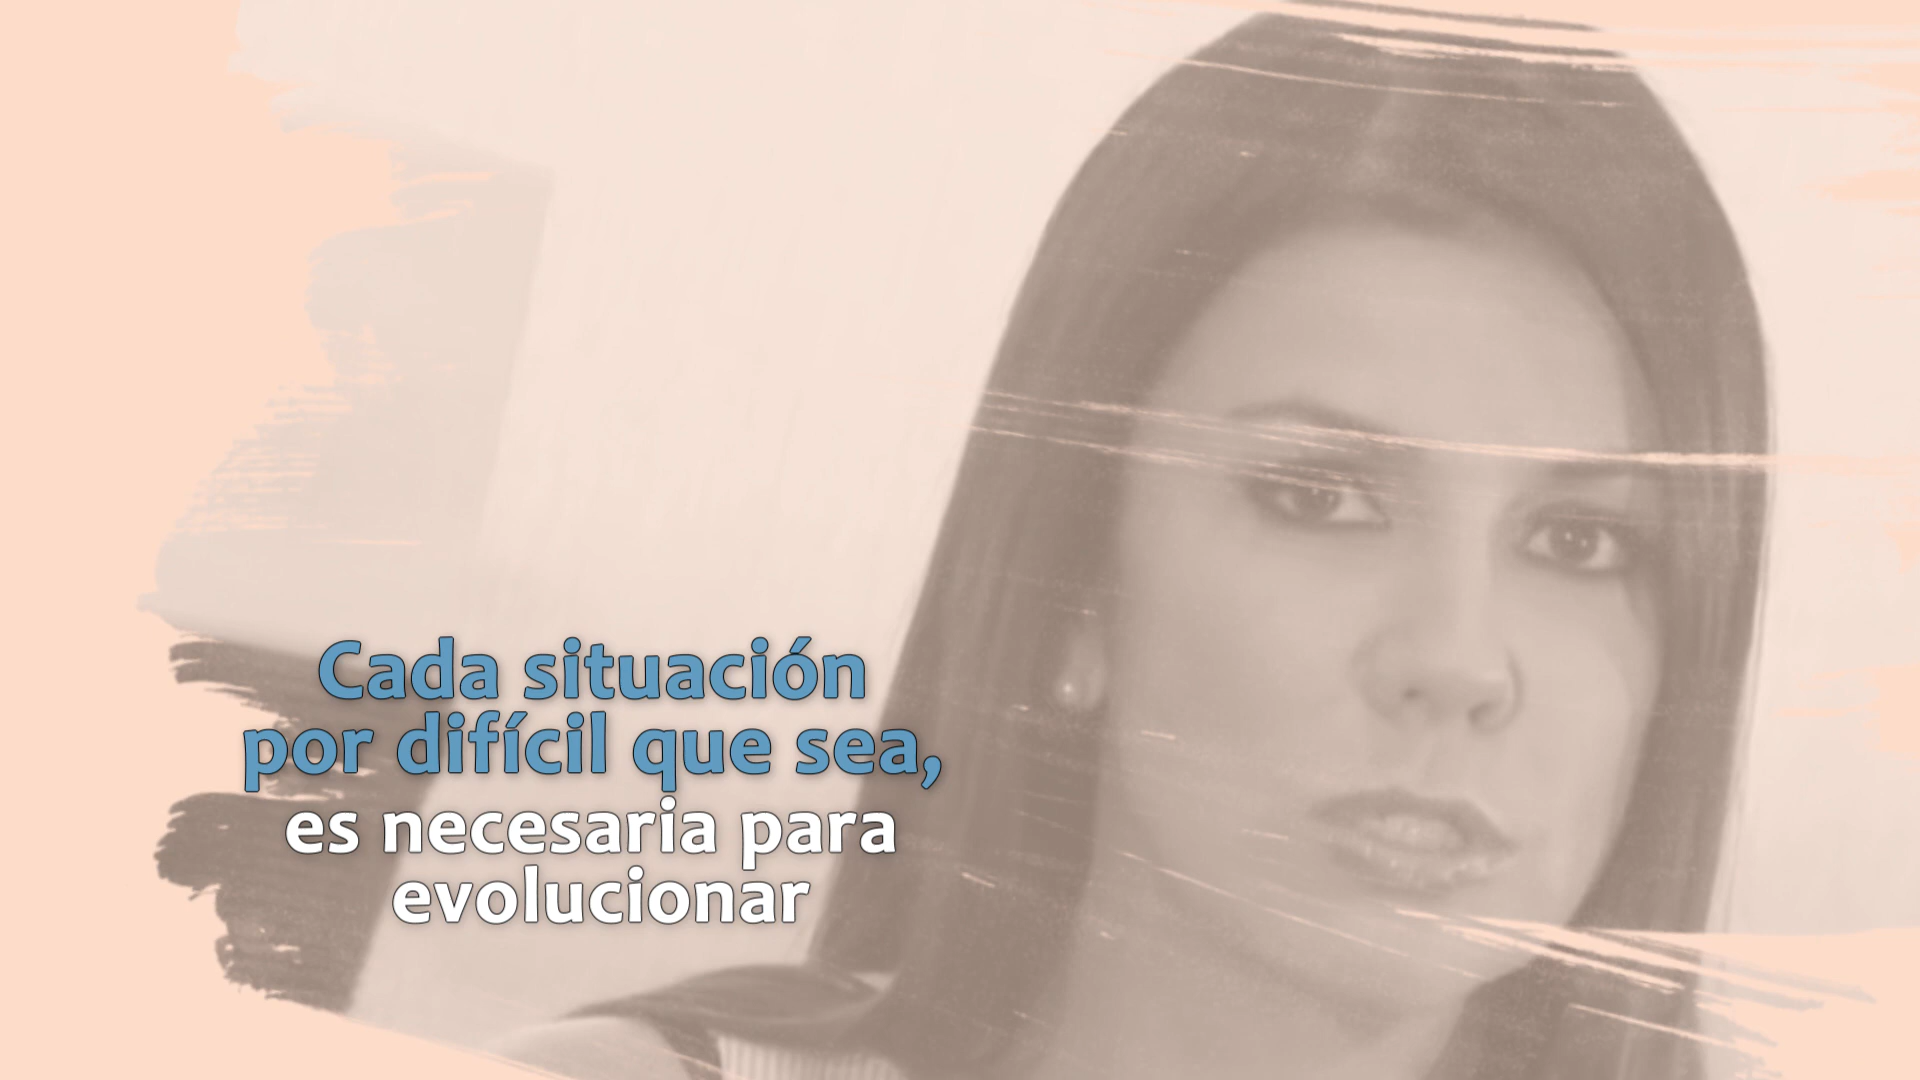 Cada situación
por difícil que sea,
es necesaria para
evolucionar